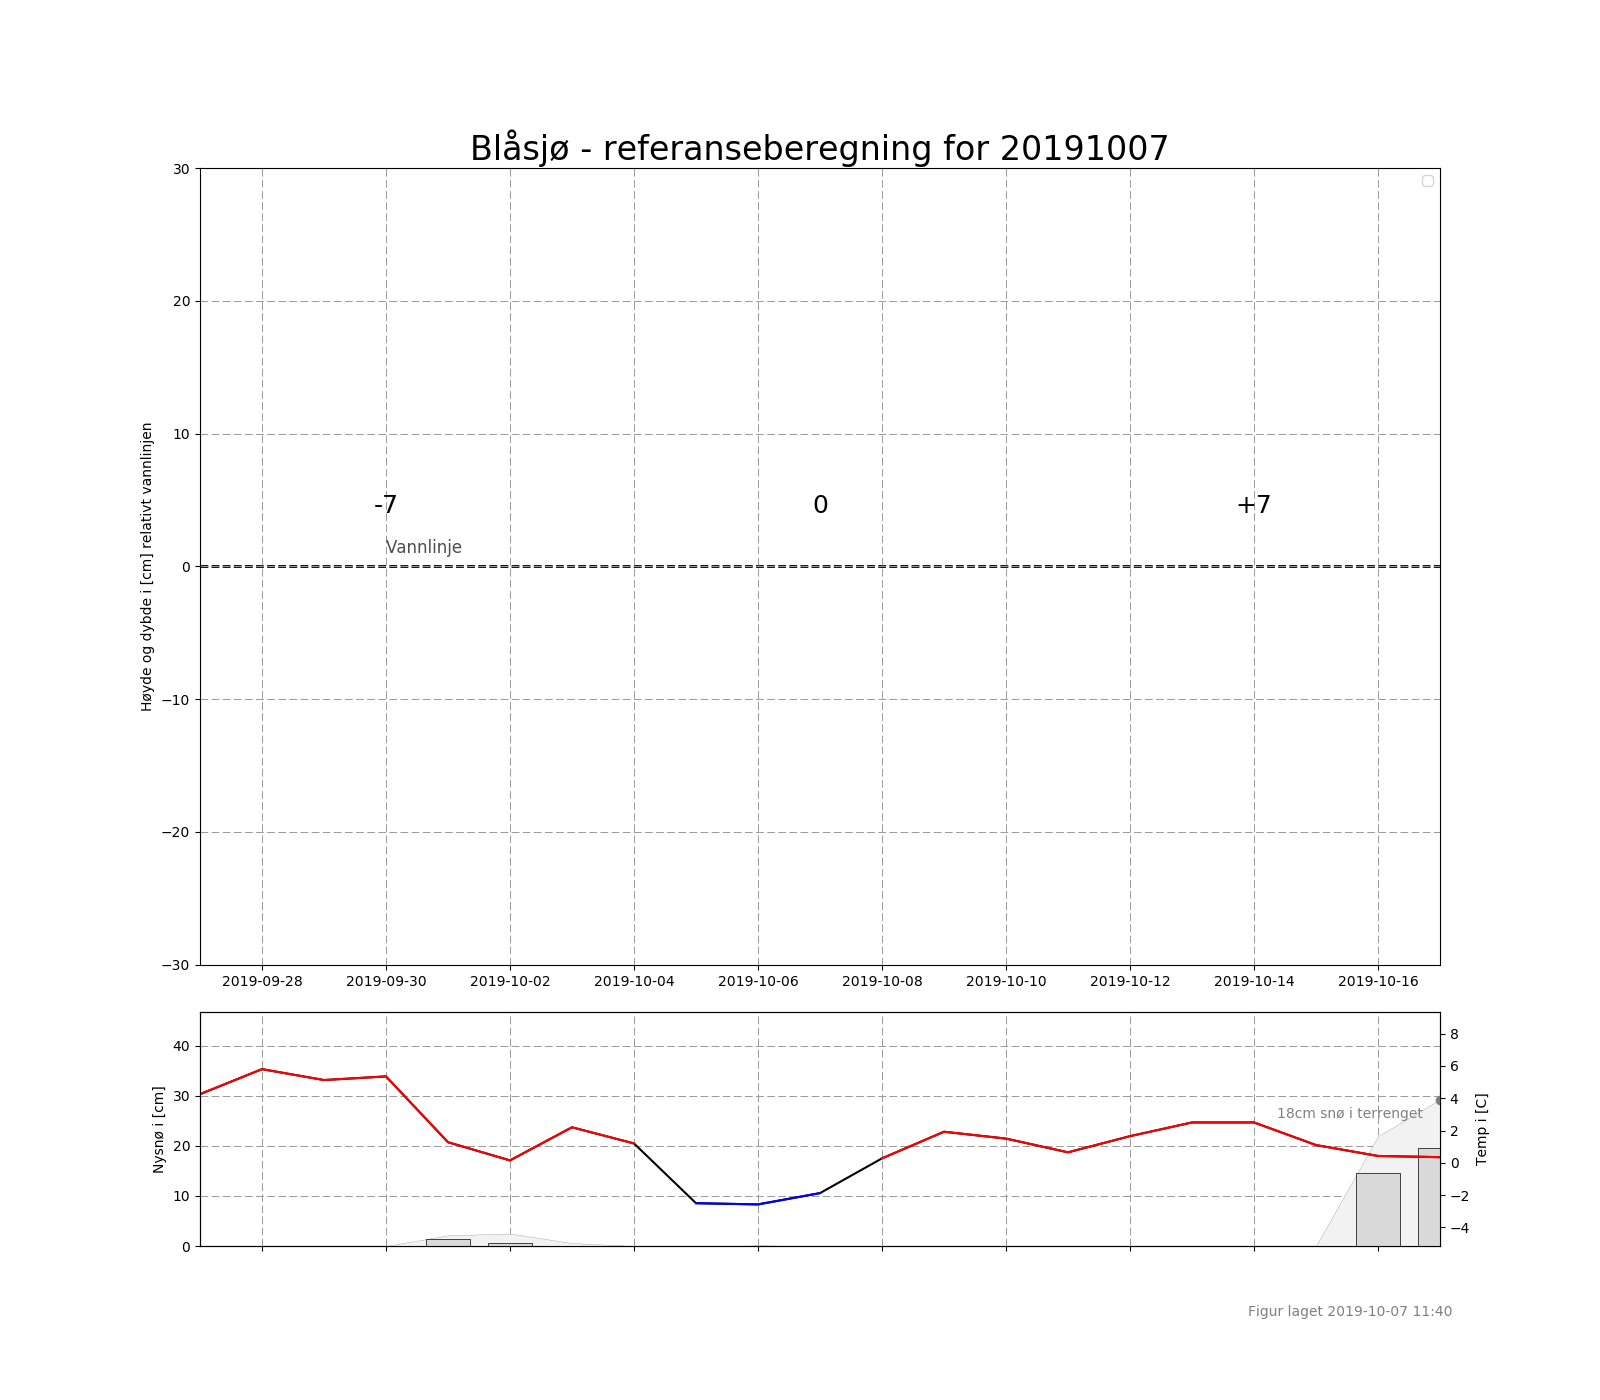 Blåsjø - referanseberegning for 20191007
30
20
10
0
−10
−20
−30
Høyde og dybde i [cm] relativt vannlinjen
-7 0 +7
Vannlinje
2019-09-28 2019-09-30 2019-10-02 2019-10-04 2019-10-06 2019-10-08 2019-10-10 2019-10-12 2019-10-14 2019-10-16
40
30
20
10
0
Nysnø i [cm]
18cm snø i terrenget
8
6
4
2
0
−2
−4
Temp i [C]
Figur laget 2019-10-07 11:40